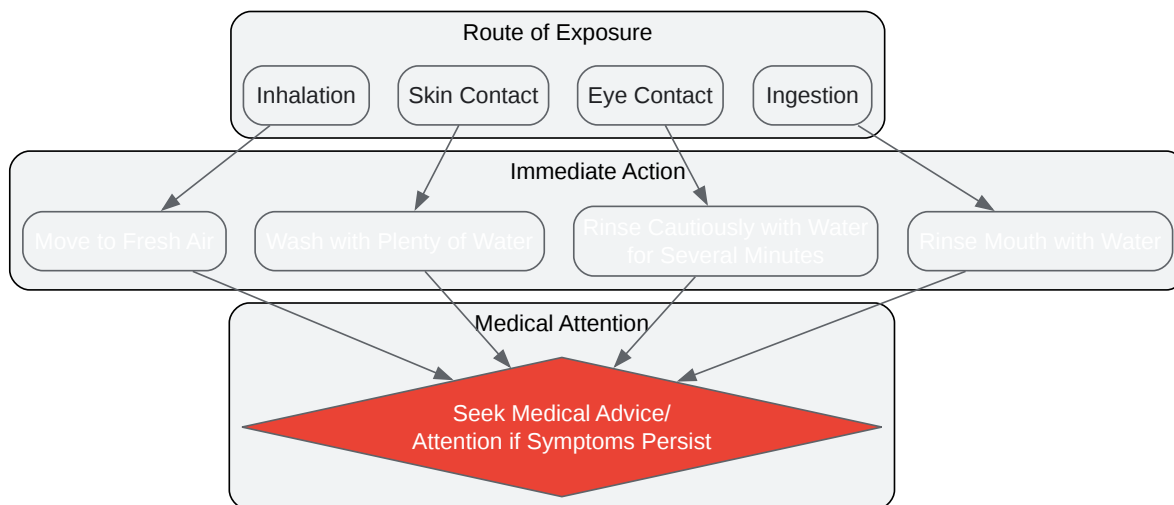 Route of Exposure
Inhalation
Skin Contact
Eye Contact
Ingestion
Immediate Action
Move to Fresh Air
Wash with Plenty of Water
Rinse Cautiously with Water
for Several Minutes
Rinse Mouth with Water
Medical Attention
Seek Medical Advice/
Attention if Symptoms Persist